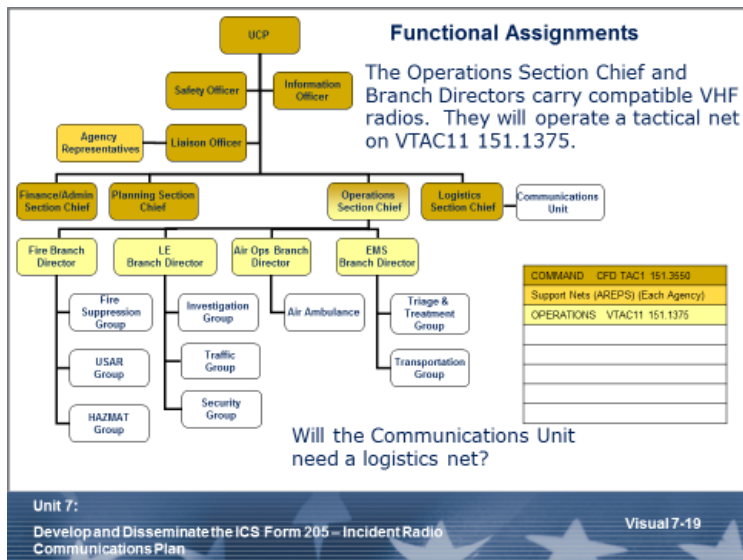 UCP
Functional Assignments
The Operations Section Chief and
Branch Directors carry compatible VHF
radios. They will operate a tactical net
on VTAC11 151.1375.
Safety Officer
Information
Officer
Agency
Representatives
Liaison Officer
Finance/Admin
Section Chief
Planning Section
Chief
Operations
Section Chief
Logistics
Section Chief
Communications
Unit
Fire Branch
Director
LE
Branch Director
Air Ops Branch
Director
EMS
Branch Director
Fire
Suppression
Group
Investigation
Group
Air Ambulance
Triage &
Treatment
Group
USAR
Group
Traffic
Group
Transportation
Group
HAZMAT
Group
Security
Group
COMMAND CFD TAC1 151.3550
Support Nets (AREPS) (Each Agency)
OPERATIONS VTAC11 151.1375
Will the Communications Unit
need a logistics net?
Unit 7:
Develop and Disseminate the ICS Form 205 – Incident Radio
Communications Plan
Visual 7-19